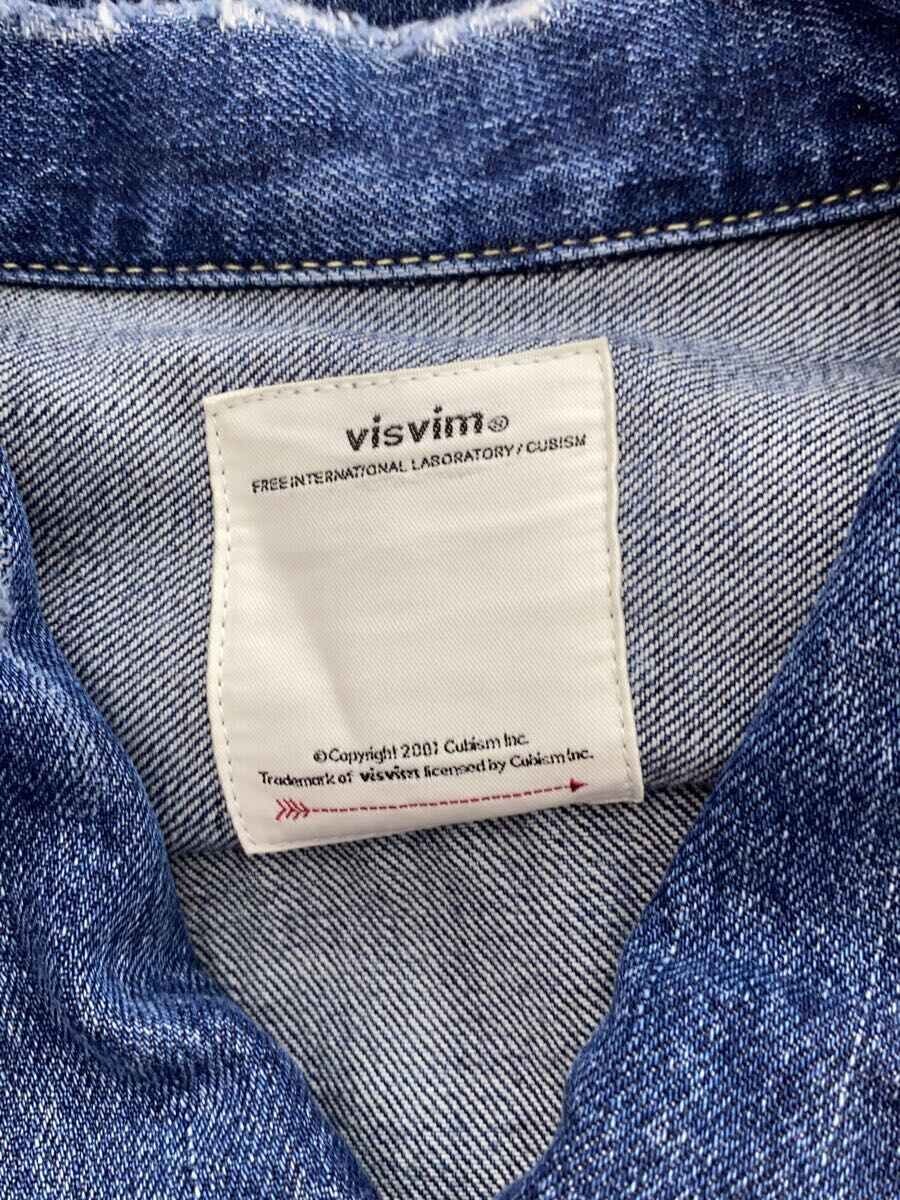 visvim®
FREE INTERNATIONAL LABORATORY / CUBISM
©Copyright 2001 Cubism Inc.
Trademark of visvim licensed by Cubism Inc.